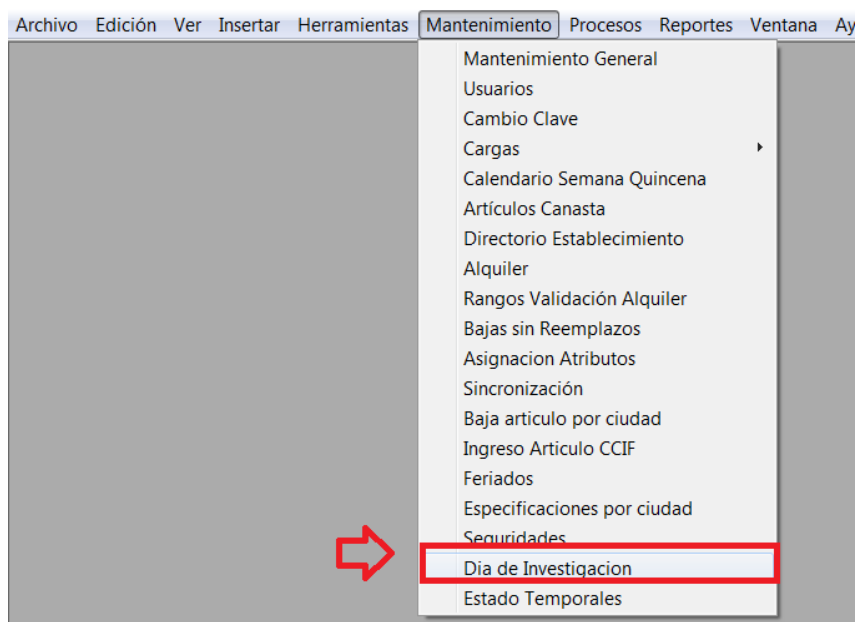 Archivo Edición Ver Insertar Herramientas Mantenimiento Procesos Reportes Ventana Ay
Mantenimiento General
Usuarios
Cambio Clave
Cargas
Calendario Semana Quincena
Artículos Canasta
Directorio Establecimiento
Alquiler
Rangos Validación Alquiler
Bajas sin Reemplazos
Asignacion Atributos
Sincronización
Baja articulo por ciudad
Ingreso Articulo CCIF
Feriados
Especificaciones por ciudad
Seguridades
Dia de Investigacion
Estado Temporales